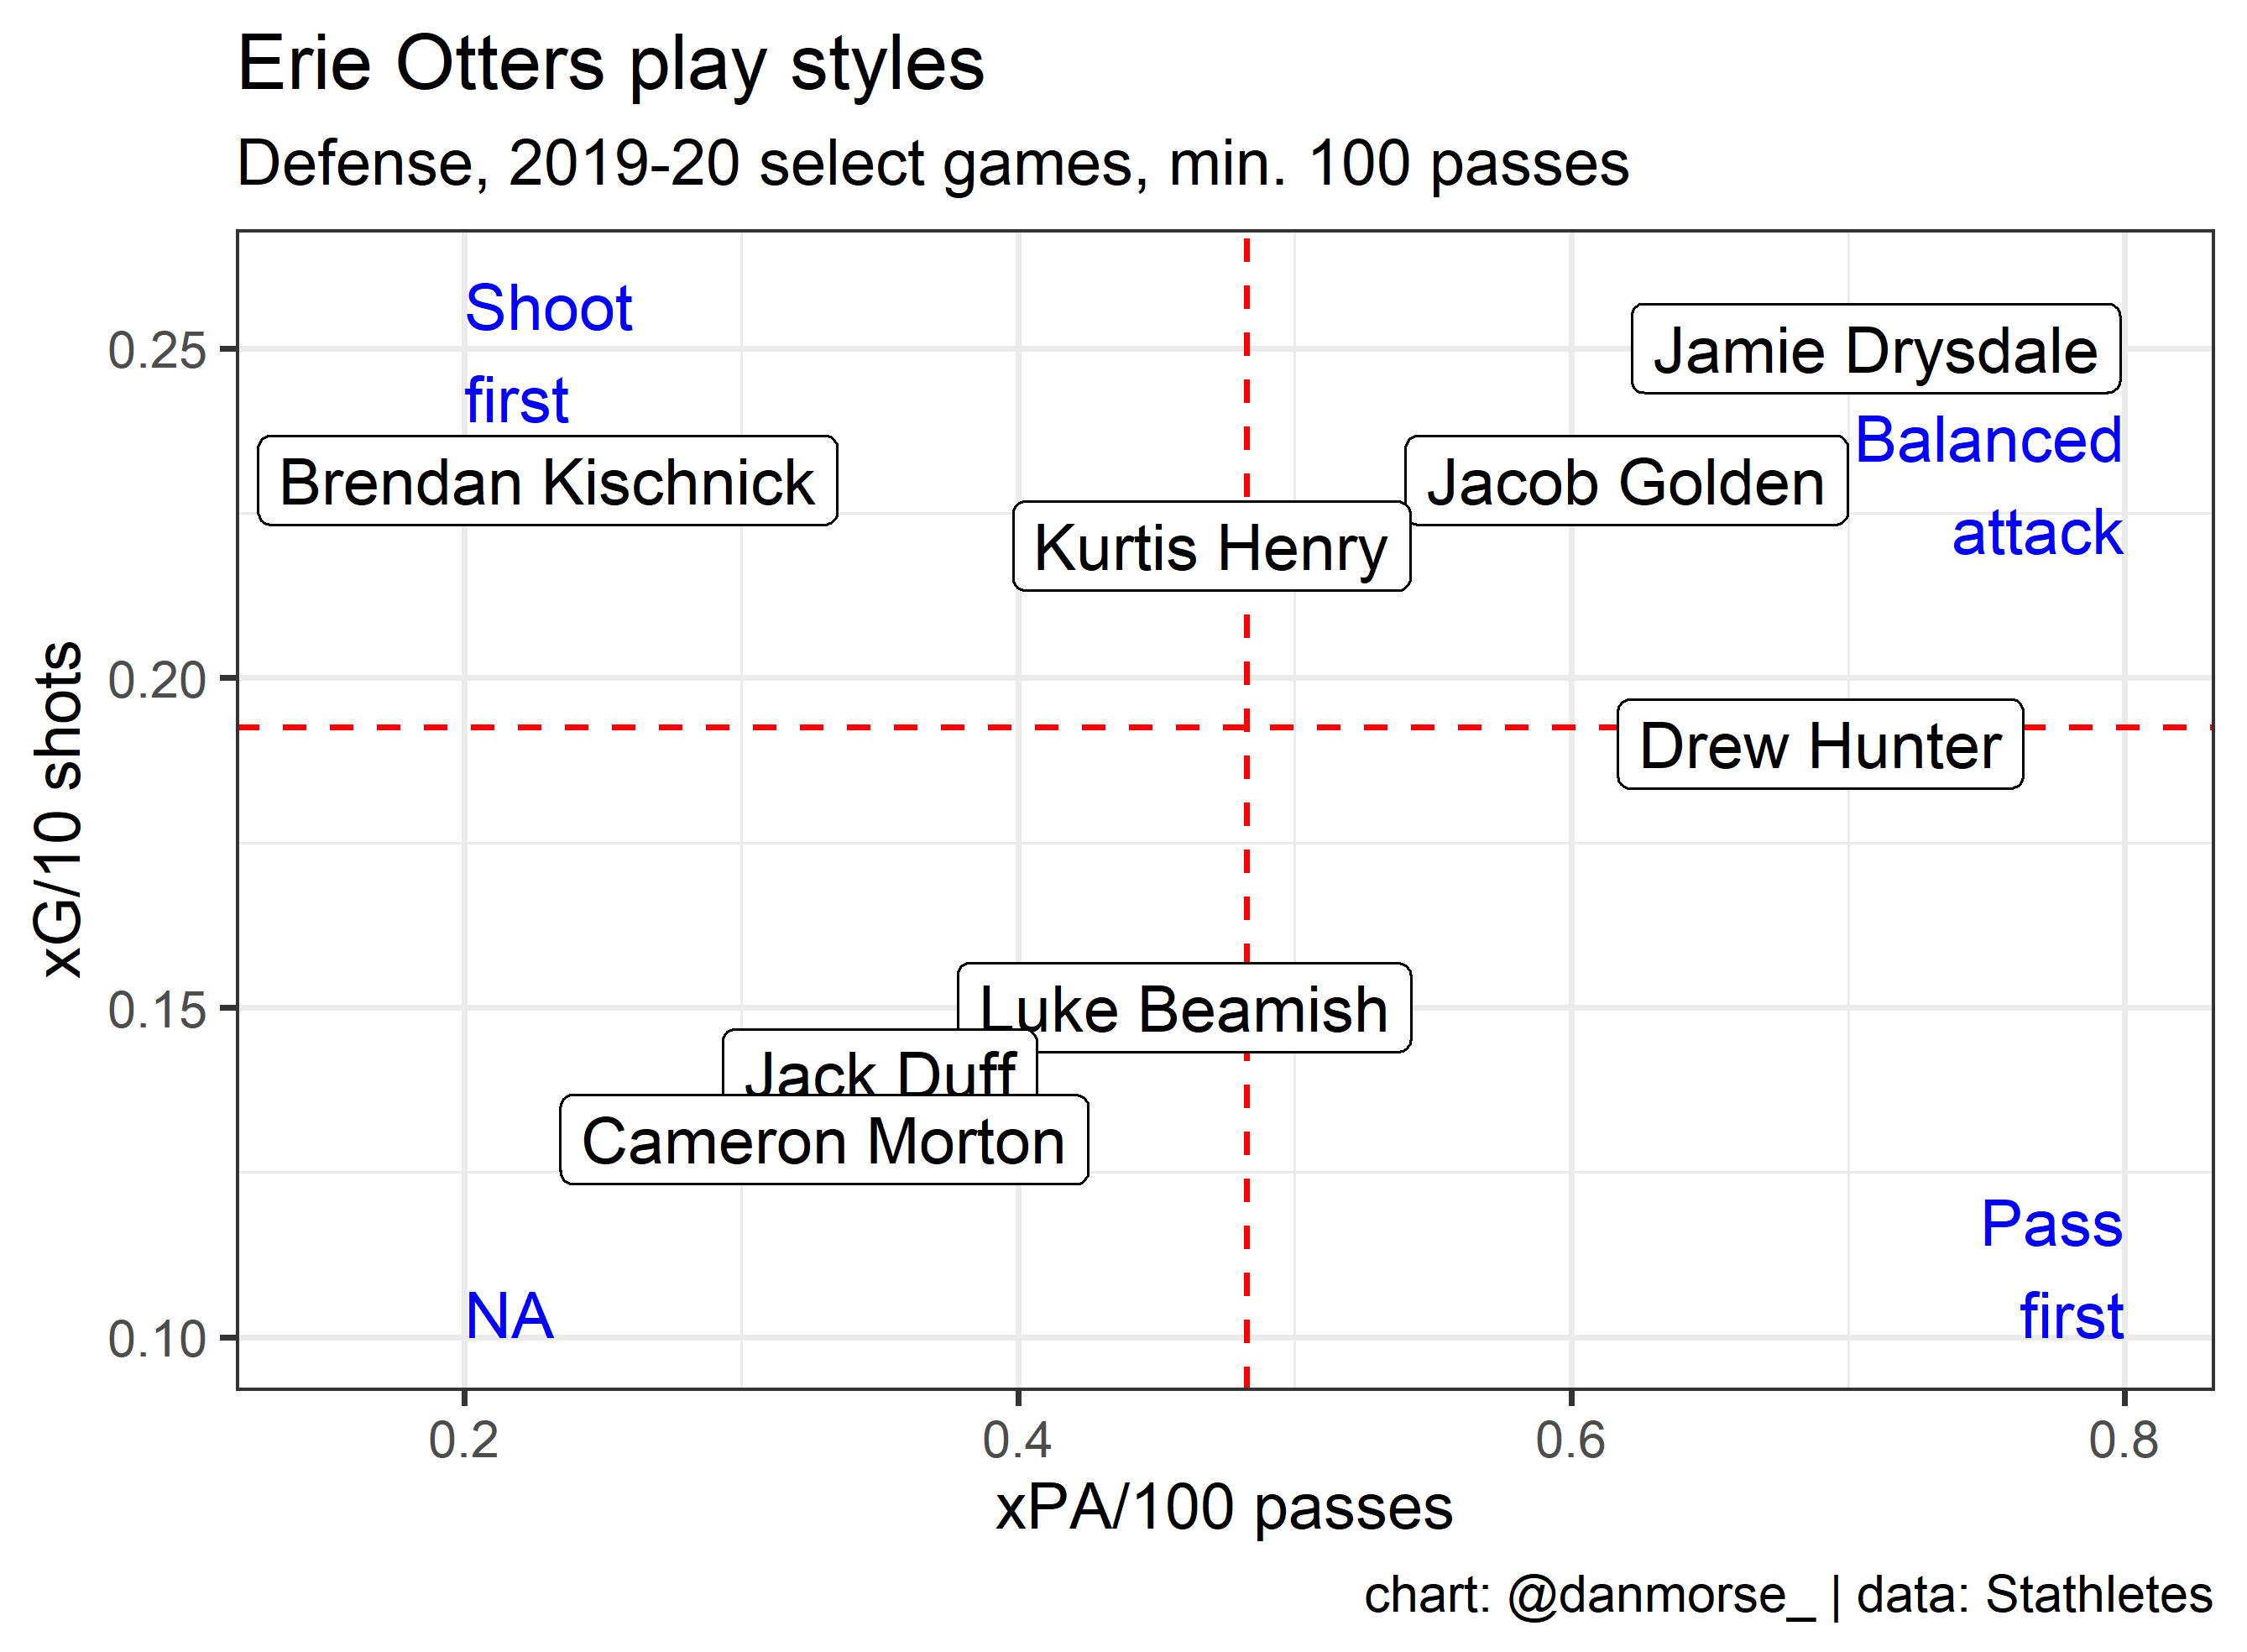 Erie Otters play styles
Defense, 2019-20 select games, min. 100 passes
Shoot
first
0.25
Jamie Drysdale
Balanced
attack
Brendan Kischnick
Jacob Golden
Kurtis Henry
0.20
Drew Hunter
xG/10 shots
0.15
Luke Beamish
Jack Duff
Cameron Morton
Pass
first
NA
0.10
0.2
0.4
0.6
0.8
xPA/100 passes
chart: @danmorse_ | data: Stathletes